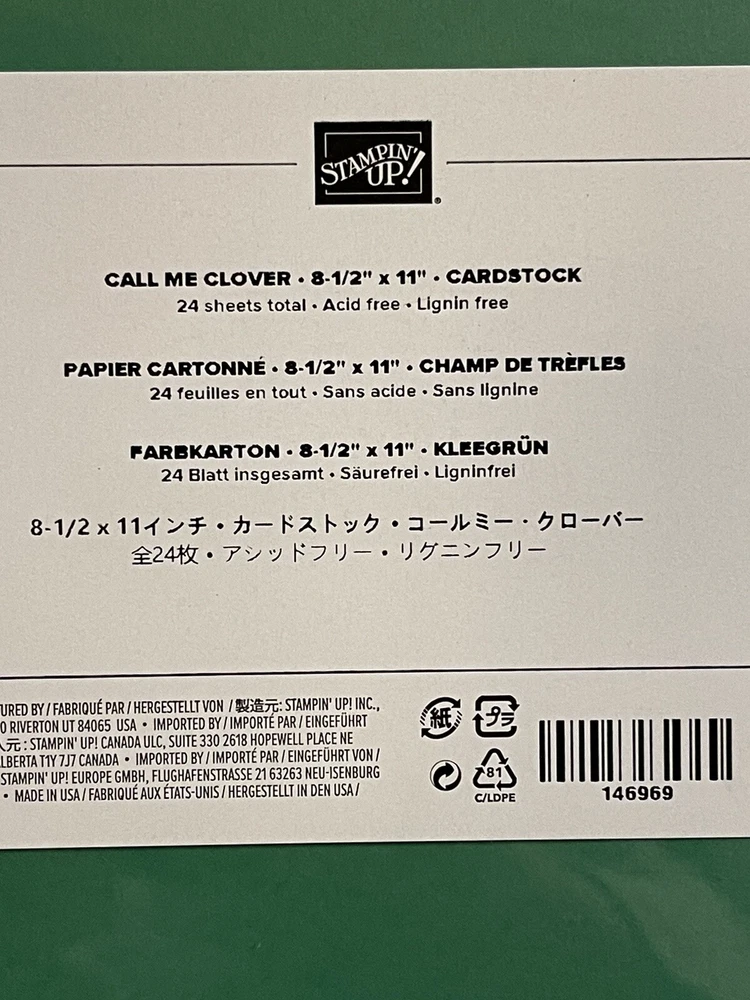 STAMPIN' UP!®
CALL ME CLOVER • 8-1/2" x 11" • CARDSTOCK
24 sheets total • Acid free • Lignin free
PAPIER CARTONNÉ • 8-1/2" x 11" • CHAMP DE TRÈFLES
24 feuilles en tout • Sans acide • Sans lignine
FARBKARTON • 8-1/2" x 11" • KLEEGRÜN
24 Blatt insgesamt • Säurefrei • Ligninfrei
8-1/2 x 11インチ・カードストック・コールミー・クローバー
全24枚・アシッドフリー・リグニンフリー
URED BY / FABRIQUÉ PAR / HERGESTELLT VON / 製造元: STAMPIN' UP! INC.,
0 RIVERTON UT 84065 USA • IMPORTED BY / IMPORTÉ PAR / EINGEFÜHRT
元: STAMPIN' UP! CANADA ULC, SUITE 330 2618 HOPEWELL PLACE NE
LBERTA T1Y 7J7 CANADA • IMPORTED BY / IMPORTÉ PAR / EINGEFÜHRT VON /
STAMPIN' UP! EUROPE GMBH, FLUGHAFENSTRASSE 21 63263 NEU-ISENBURG
• MADE IN USA / FABRIQUÉ AUX ÉTATS-UNIS / HERGESTELLT IN DEN USA /
紙 プラ
81
C/LDPE
146969